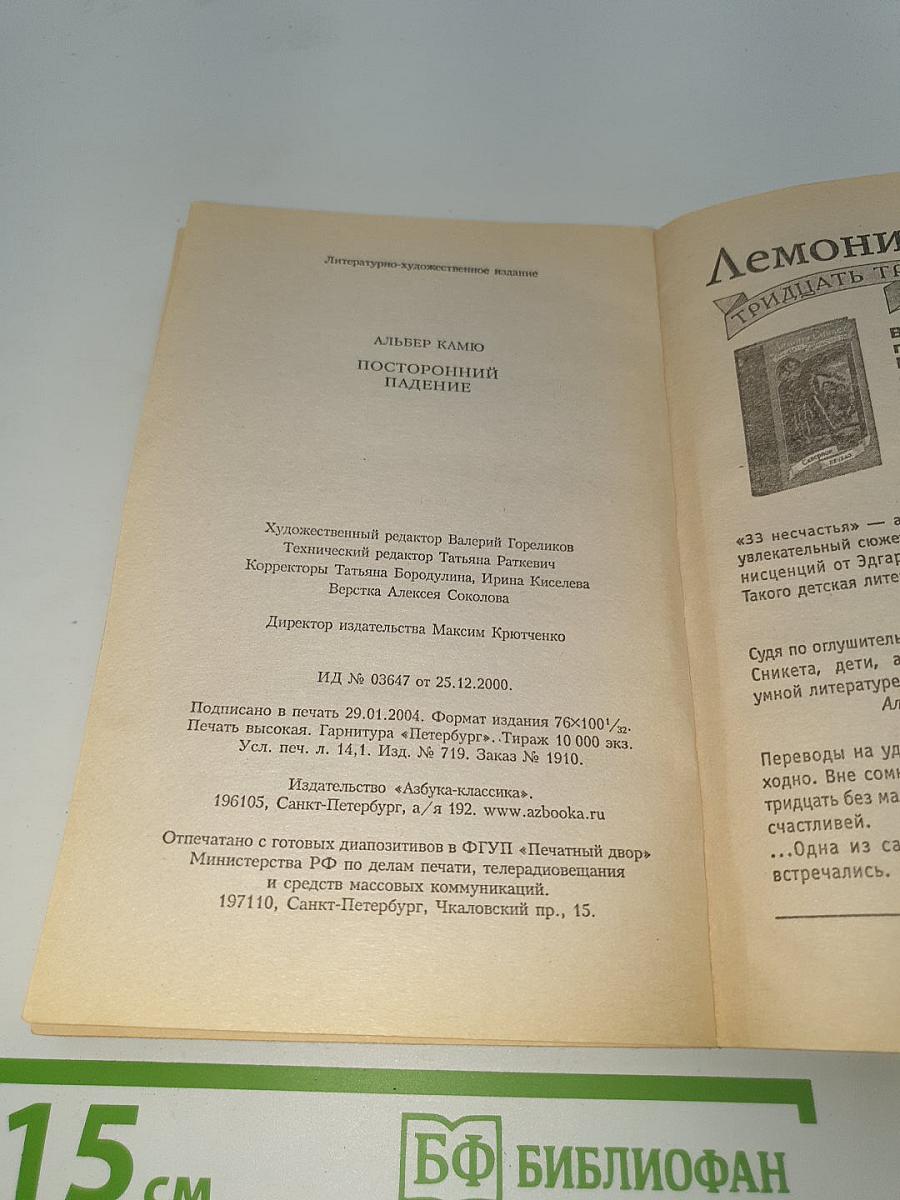 Литературно-художественное издание
АЛЬБЕР КАМЮ
ПОСТОРОННИЙ
ПАДЕНИЕ
Художественный редактор Валерий Гореликов
Технический редактор Татьяна Раткевич
Корректоры Татьяна Бородулина, Ирина Киселева
Верстка Алексея Соколова
Директор издательства Максим Крютченко
ИД № 03647 от 25.12.2000.
Подписано в печать 29.01.2004. Формат издания 76×100¹/₃₂.
Печать высокая. Гарнитура «Петербург». Тираж 10 000 экз.
Усл. печ. л. 14,1. Изд. № 719. Заказ № 1910.
Издательство «Азбука-классика».
196105, Санкт-Петербург, а/я 192. www.azbooka.ru
Отпечатано с готовых диапозитивов в ФГУП «Печатный двор»
Министерства РФ по делам печати, телерадиовещания
и средств массовых коммуникаций.
197110, Санкт-Петербург, Чкаловский пр., 15.
Лемони
ТРИДЦАТЬ ТР
Скверное
«33 несчастья» — а
увлекательный сюже
нисценций от Эдгар
Такого детская лите
Судя по оглушитель
Сникета, дети, а
умной литературе
Ал
Переводы на уд
ходно. Вне сомн
тридцать без ма
счастливей.
...Одна из са
встречались.
15 см
БФ БИБЛИОФАН